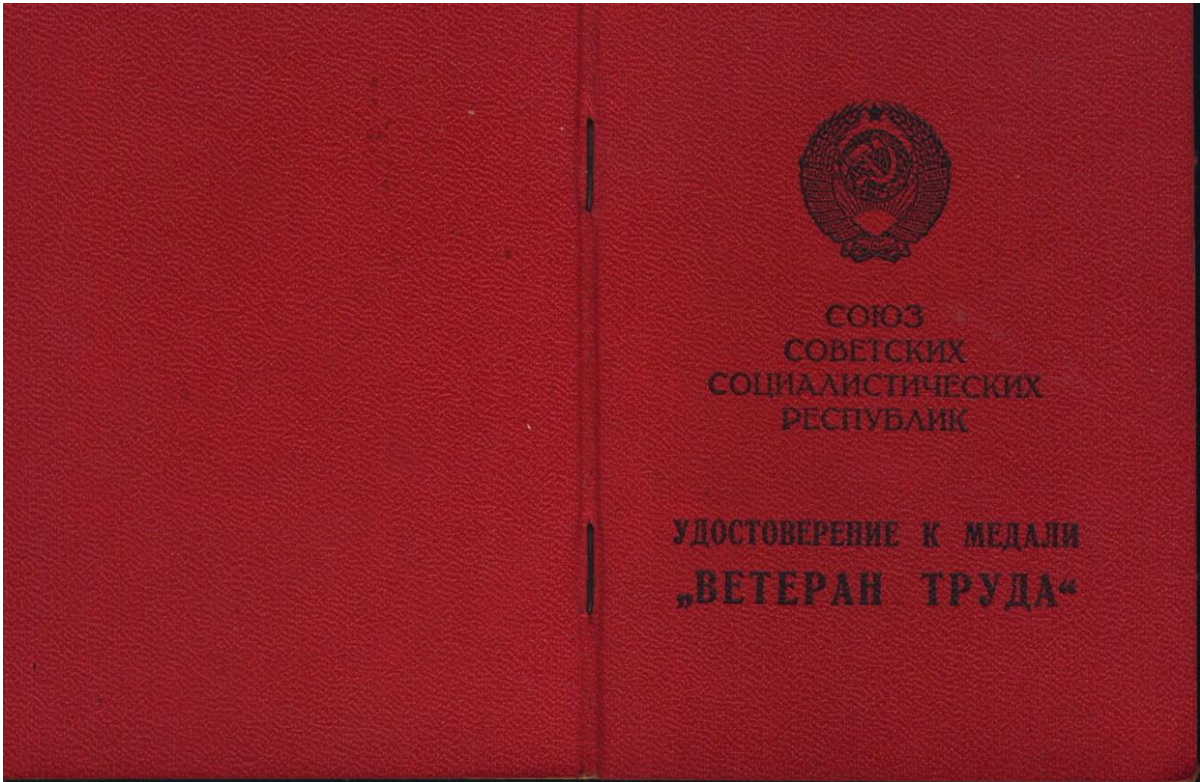 СОЮЗ
СОВЕТСКИХ
СОЦИАЛИСТИЧЕСКИХ
РЕСПУБЛИК
УДОСТОВЕРЕНИЕ К МЕДАЛИ
„ВЕТЕРАН ТРУДА“